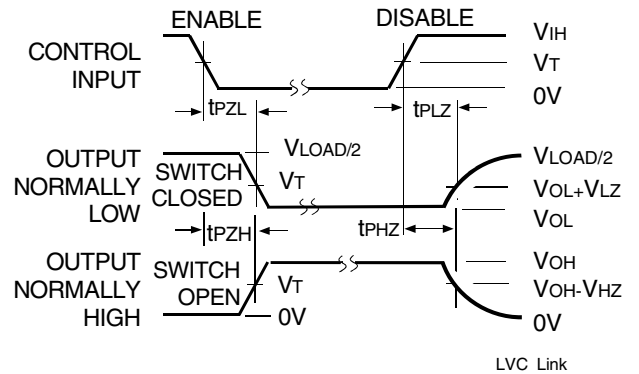 ENABLE
DISABLE
CONTROL
INPUT
VIH
VT
0V
tPZL
tPLZ
OUTPUT
NORMALLY
LOW
SWITCH
CLOSED
VLOAD/2
VT
VLOAD/2
VOL+VLZ
VOL
tPZH
tPHZ
OUTPUT
NORMALLY
HIGH
SWITCH
OPEN
VT
0V
VOH
VOH-VHZ
0V
LVC Link